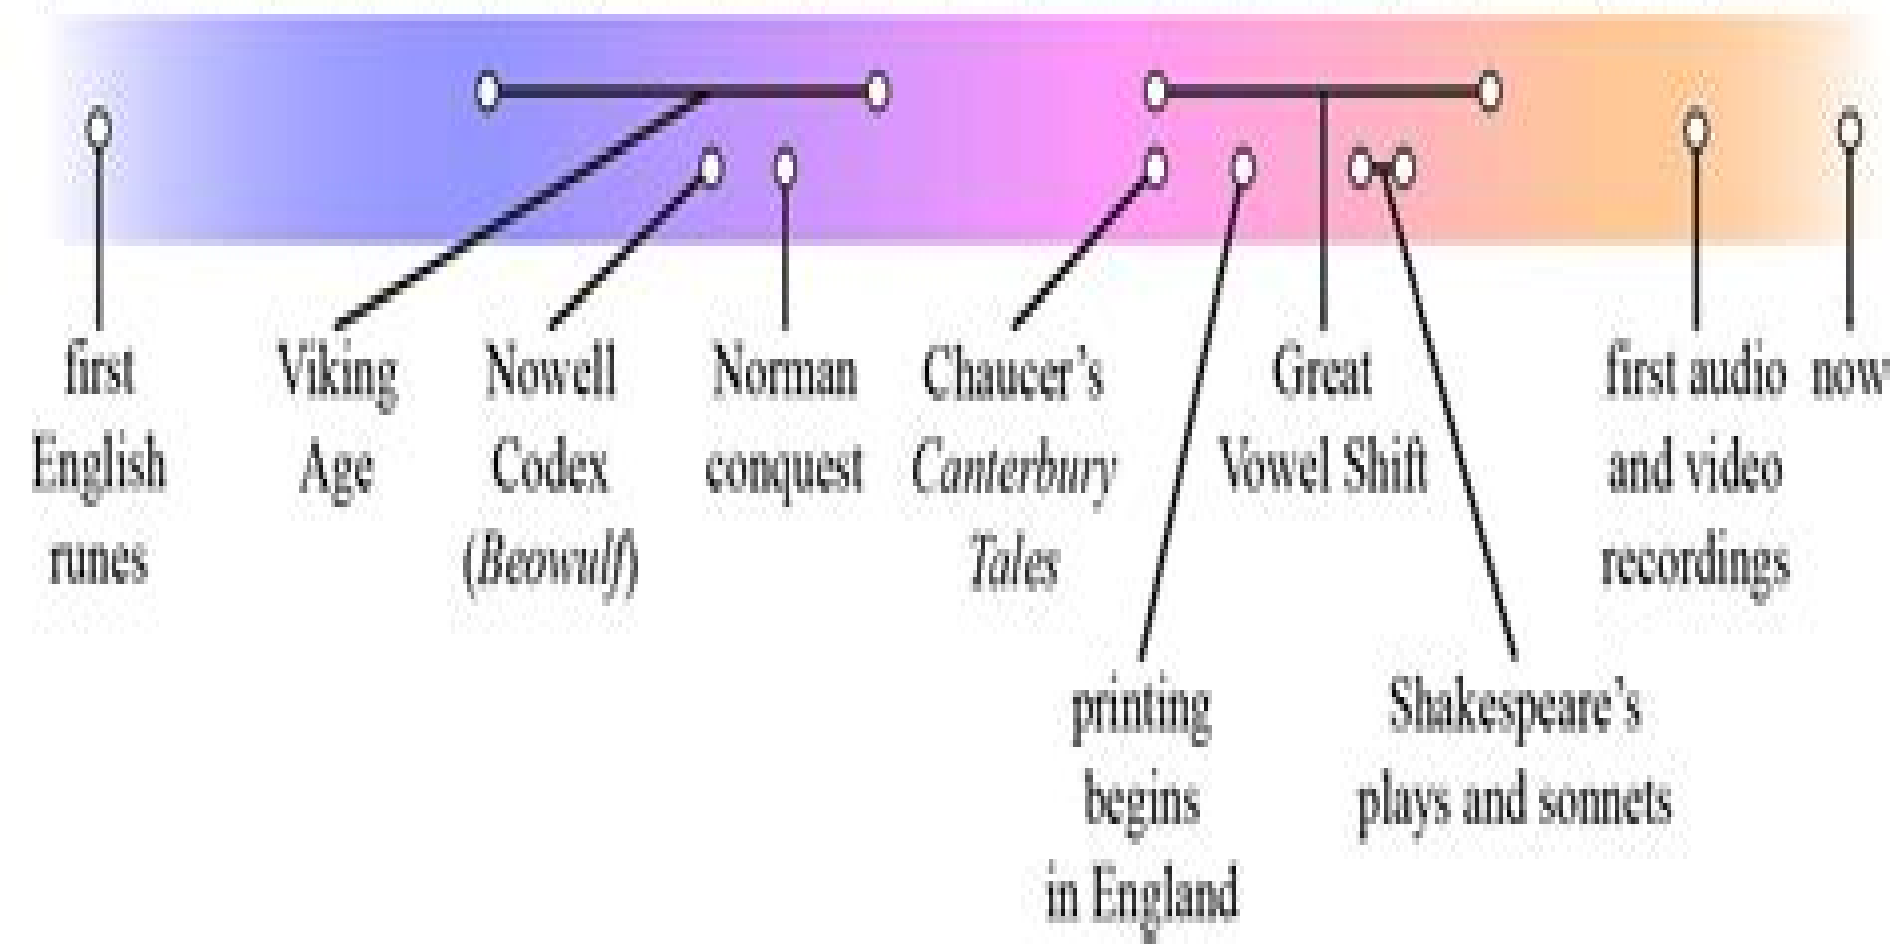 first
English
runes
Viking
Age
Nowell
Codex
(Beowulf)
Norman
conquest
Chaucer’s
Canterbury
Tales
printing
begins
in England
Great
Vowel Shift
Shakespeare’s
plays and sonnets
first audio
and video
recordings
now